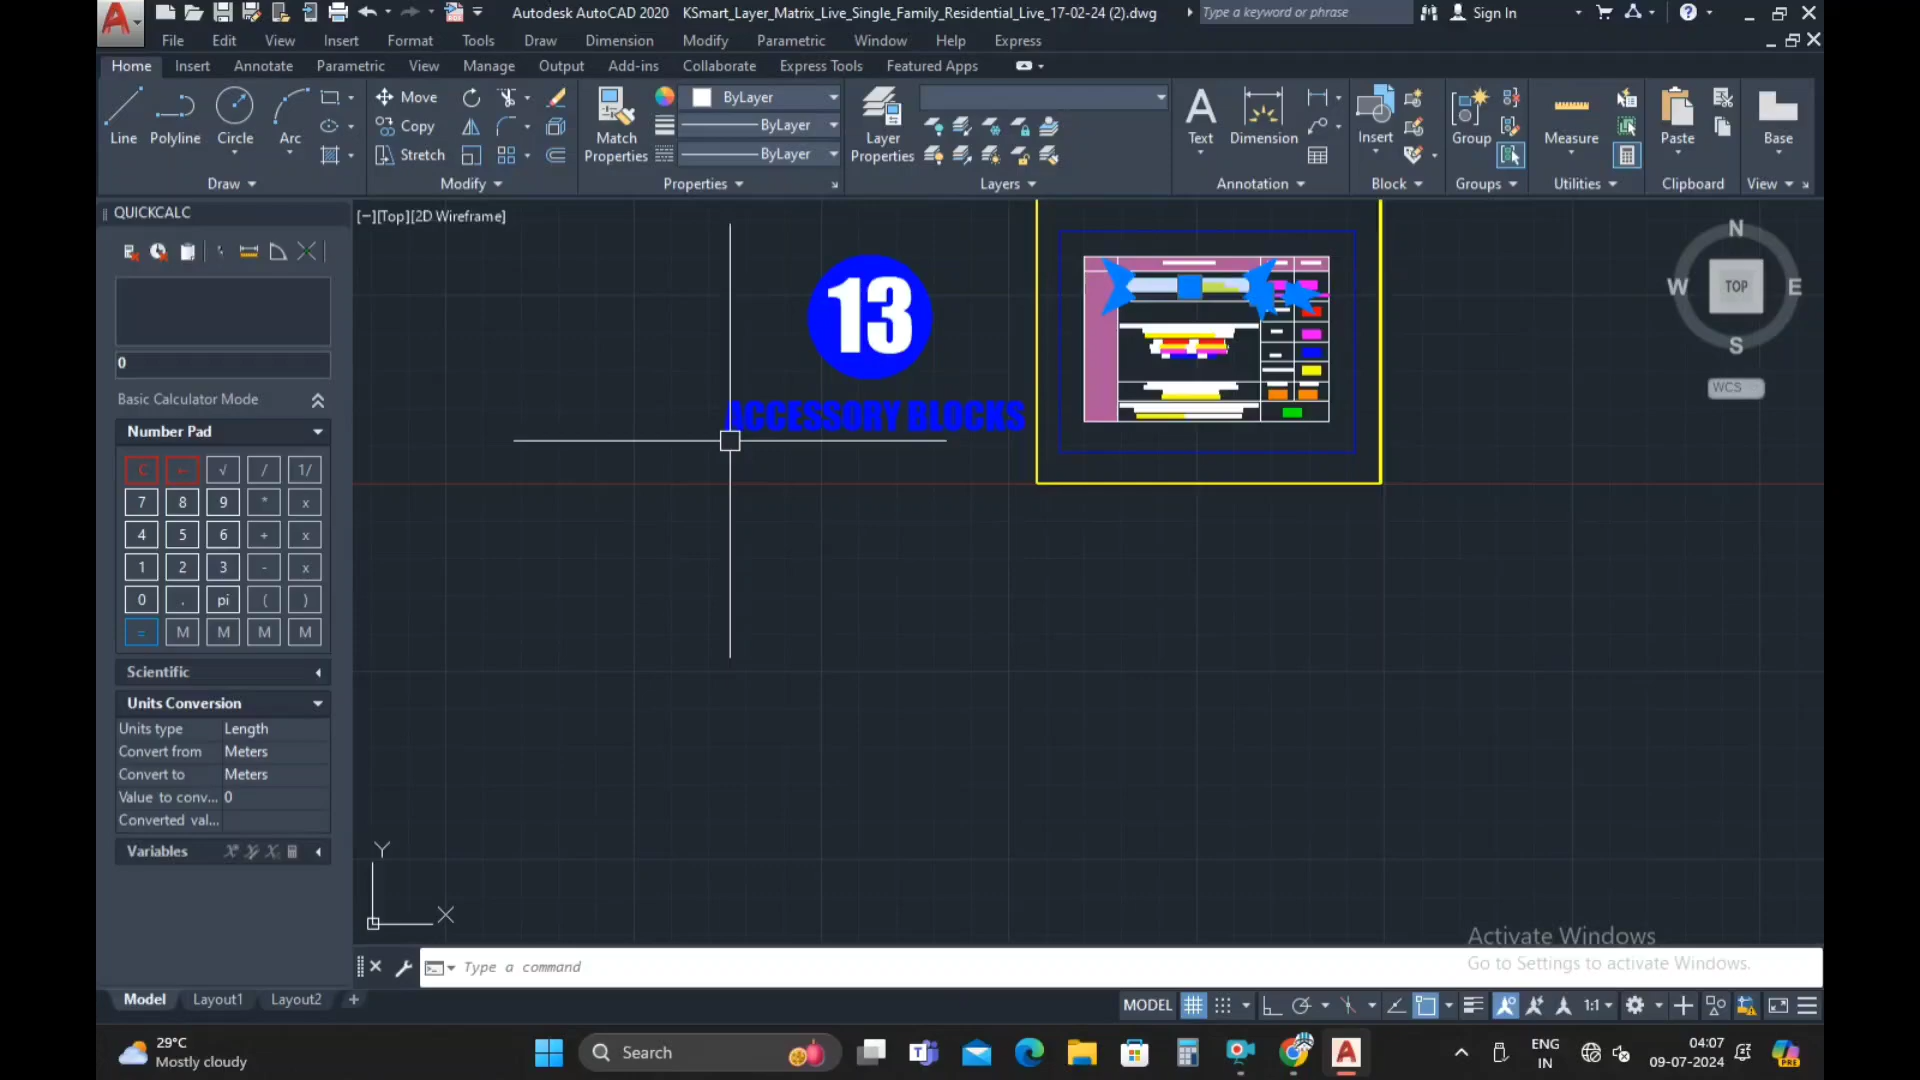 Autodesk AutoCAD 2020 KSmart_Layer_Matrix_Live_Single_Family_Residential_Live_17-02-24 (2).dwg
Type a keyword or phrase
Sign In
File Edit View Insert Format Tools Draw Dimension Modify Parametric Window Help Express
Home Insert Annotate Parametric View Manage Output Add-ins Collaborate Express Tools Featured Apps
Line Polyline Circle Arc
Draw
Move
Copy
Stretch
Modify
Match Properties
ByLayer
ByLayer
ByLayer
Properties
Layer Properties
Layers
Text Dimension
Annotation
Insert
Block
Group
Groups
Measure
Utilities
Paste
Clipboard
Base
View
QUICKCALC
0
Basic Calculator Mode
Number Pad
C ← √ / 1/
7 8 9 * x
4 5 6 + x
1 2 3 - x
0 . pi ( )
= M M M M
Scientific
Units Conversion
Units type Length
Convert from Meters
Convert to Meters
Value to conv... 0
Converted val...
Variables
[−][Top][2D Wireframe]
13
ACCESSORY BLOCKS
N
W TOP E
S
WCS
Y
X
Activate Windows
Go to Settings to activate Windows.
Type a command
Model Layout1 Layout2 +
MODEL 1:1
29°C
Mostly cloudy
Search
ENG
IN
04:07
09-07-2024
PRE